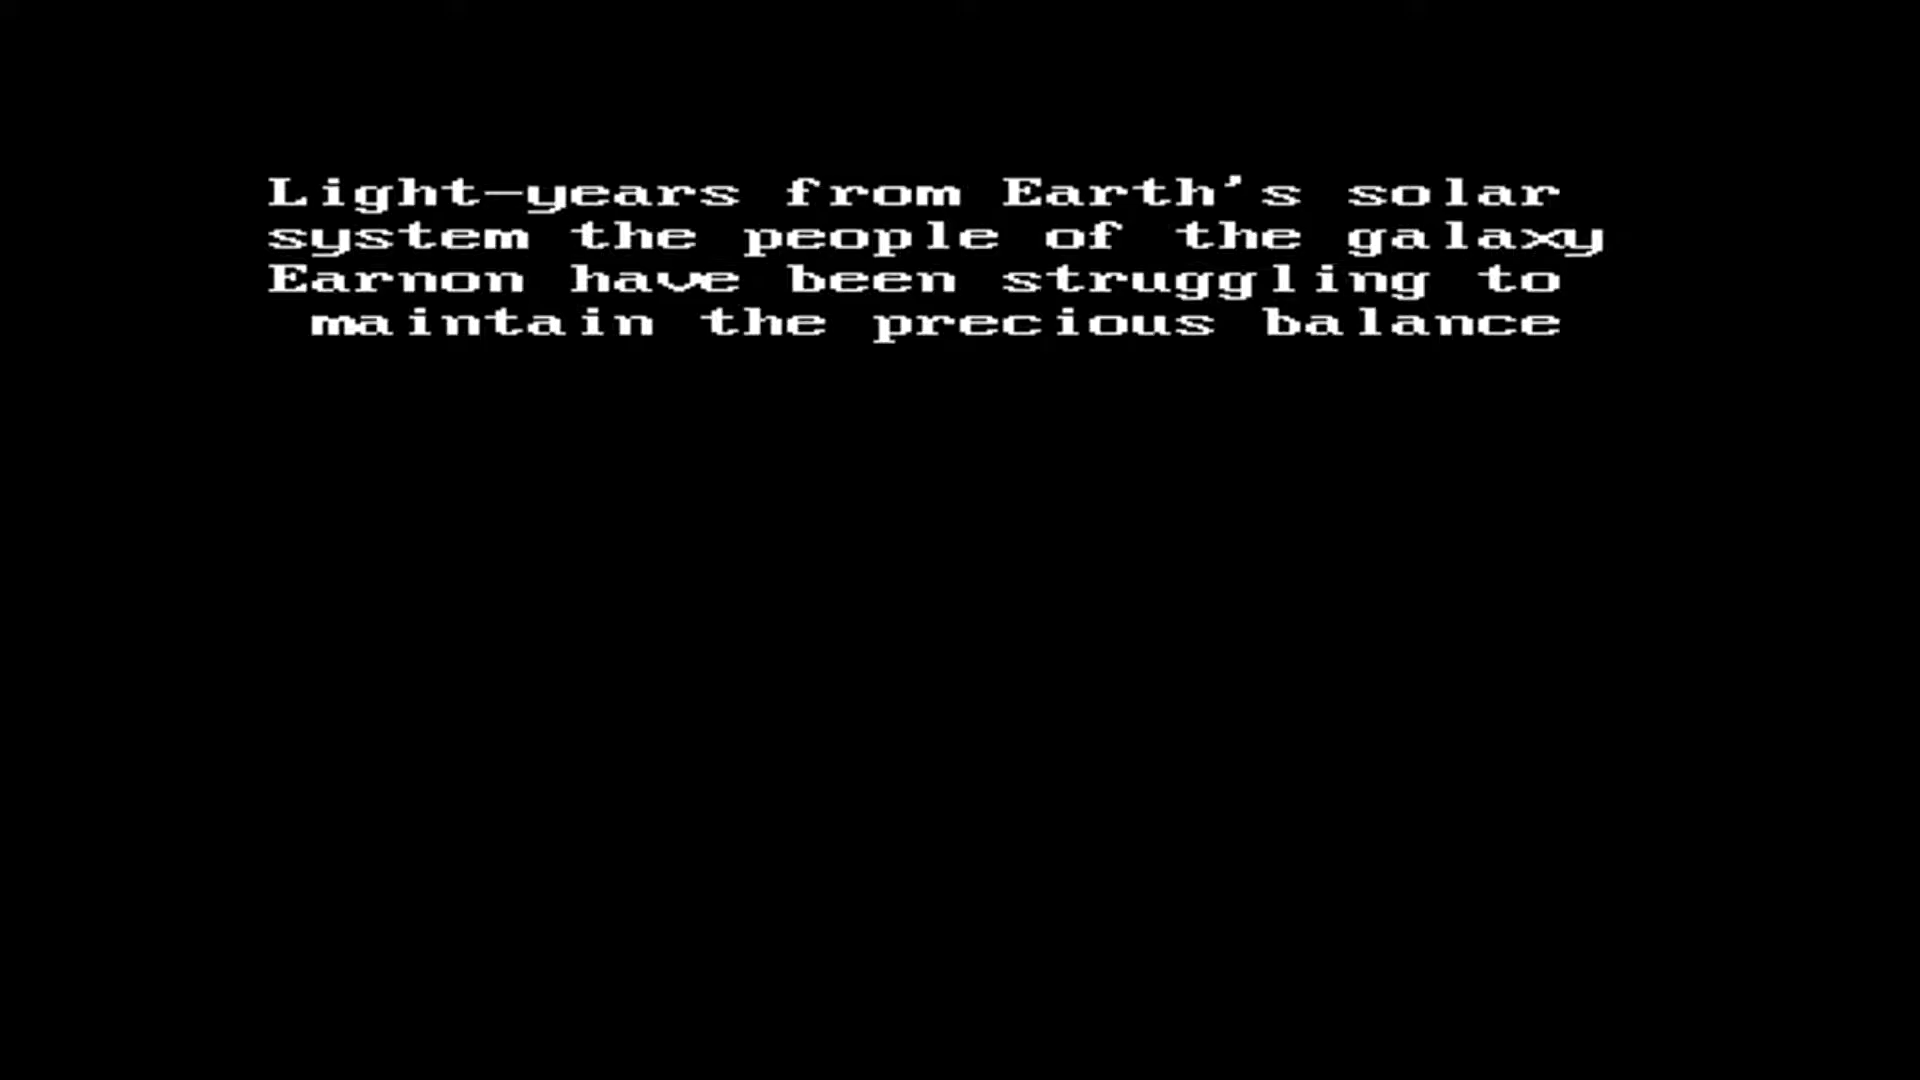 Light-years from Earth's solar
system the people of the galaxy
Earnon have been struggling to
maintain the precious balance